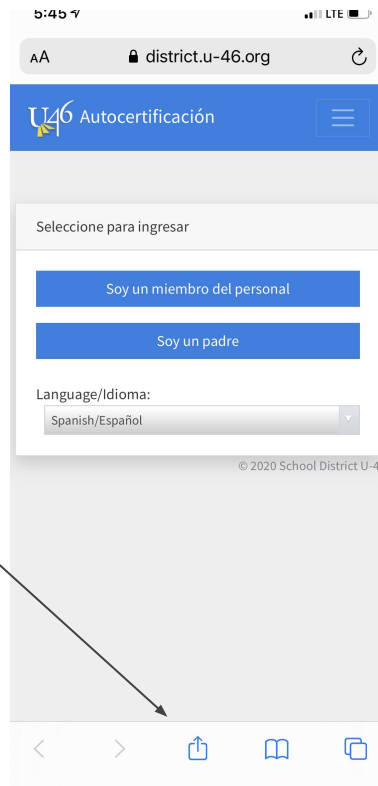 5:45 LTE
AA district.u-46.org
U46 Autocertificación
Seleccione para ingresar
Soy un miembro del personal
Soy un padre
Language/Idioma:
Spanish/Español
© 2020 School District U-4